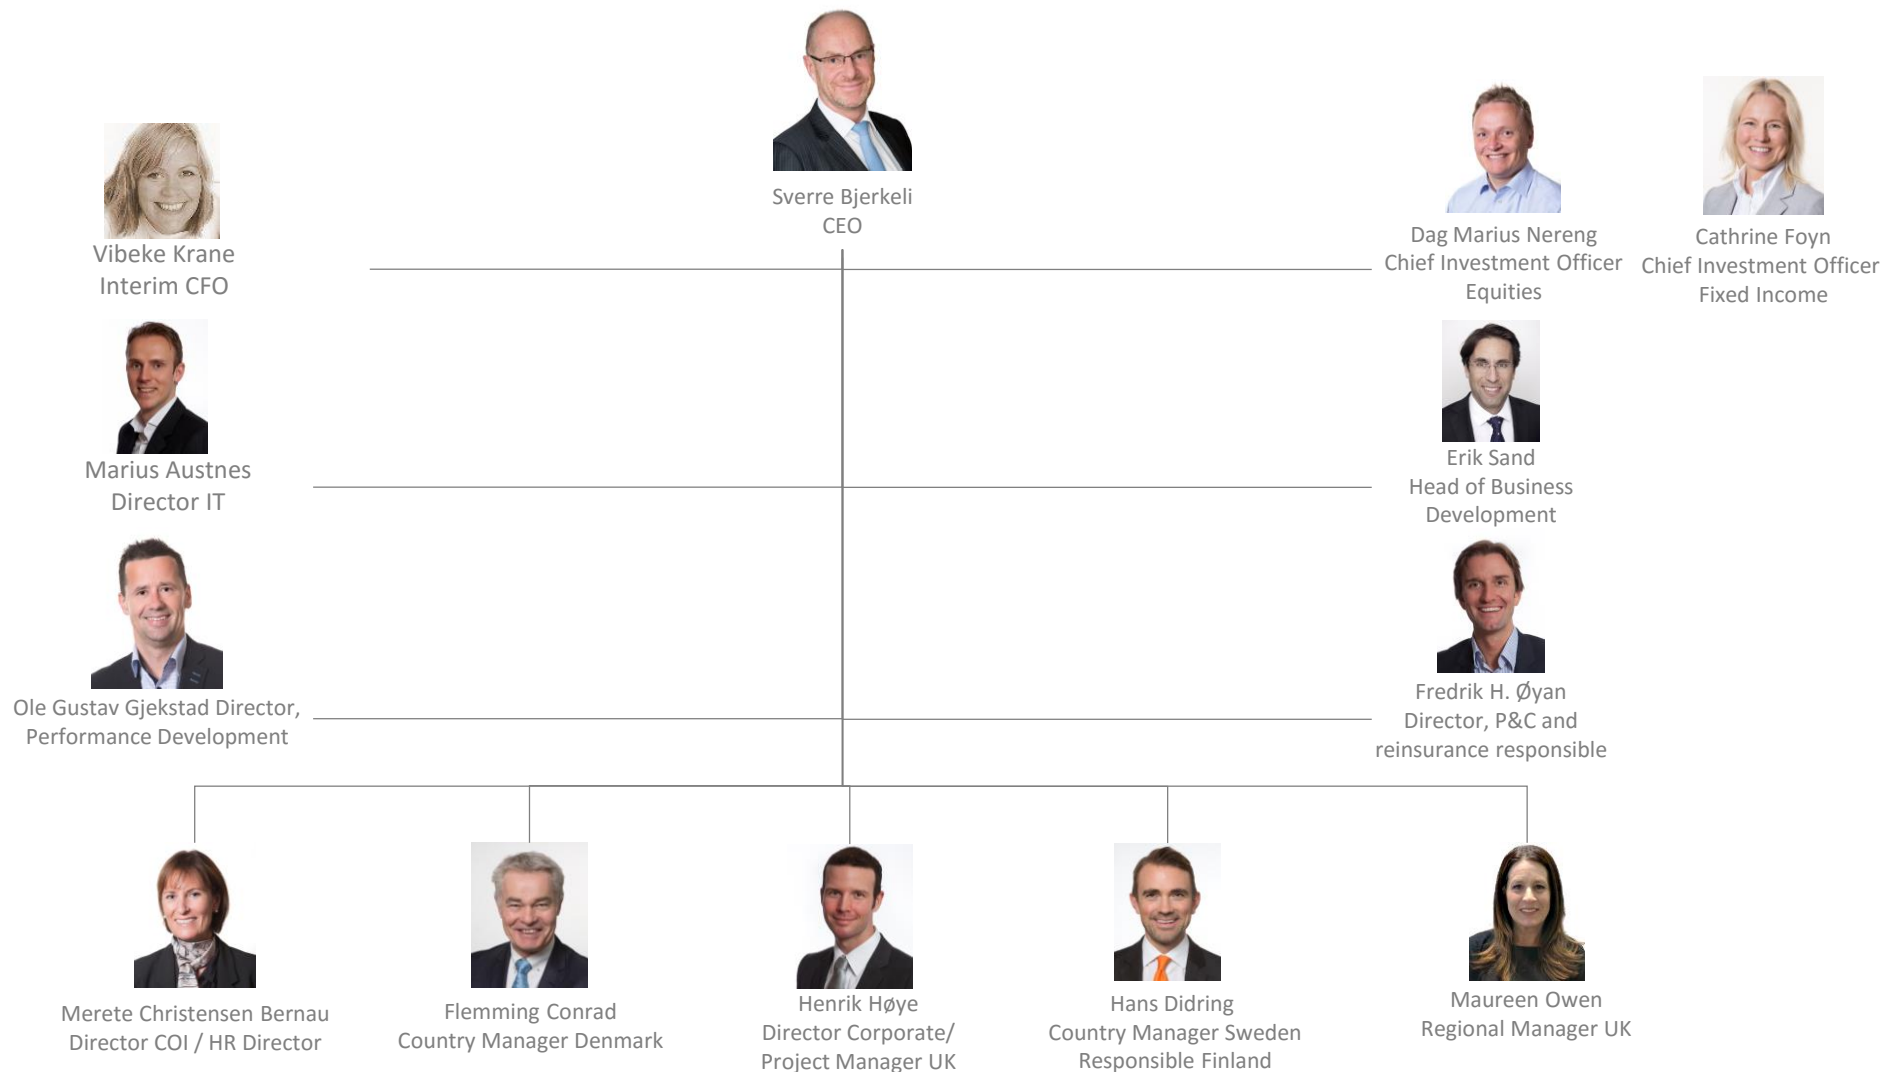 Sverre Bjerkeli
CEO
Vibeke Krane
Interim CFO
Dag Marius Nereng
Chief Investment Officer
Equities
Cathrine Foyn
Chief Investment Officer
Fixed Income
Marius Austnes
Director IT
Erik Sand
Head of Business
Development
Ole Gustav Gjekstad Director,
Performance Development
Fredrik H. Øyan
Director, P&C and
reinsurance responsible
Merete Christensen Bernau
Director COI / HR Director
Flemming Conrad
Country Manager Denmark
Henrik Høye
Director Corporate/
Project Manager UK
Hans Didring
Country Manager Sweden
Responsible Finland
Maureen Owen
Regional Manager UK